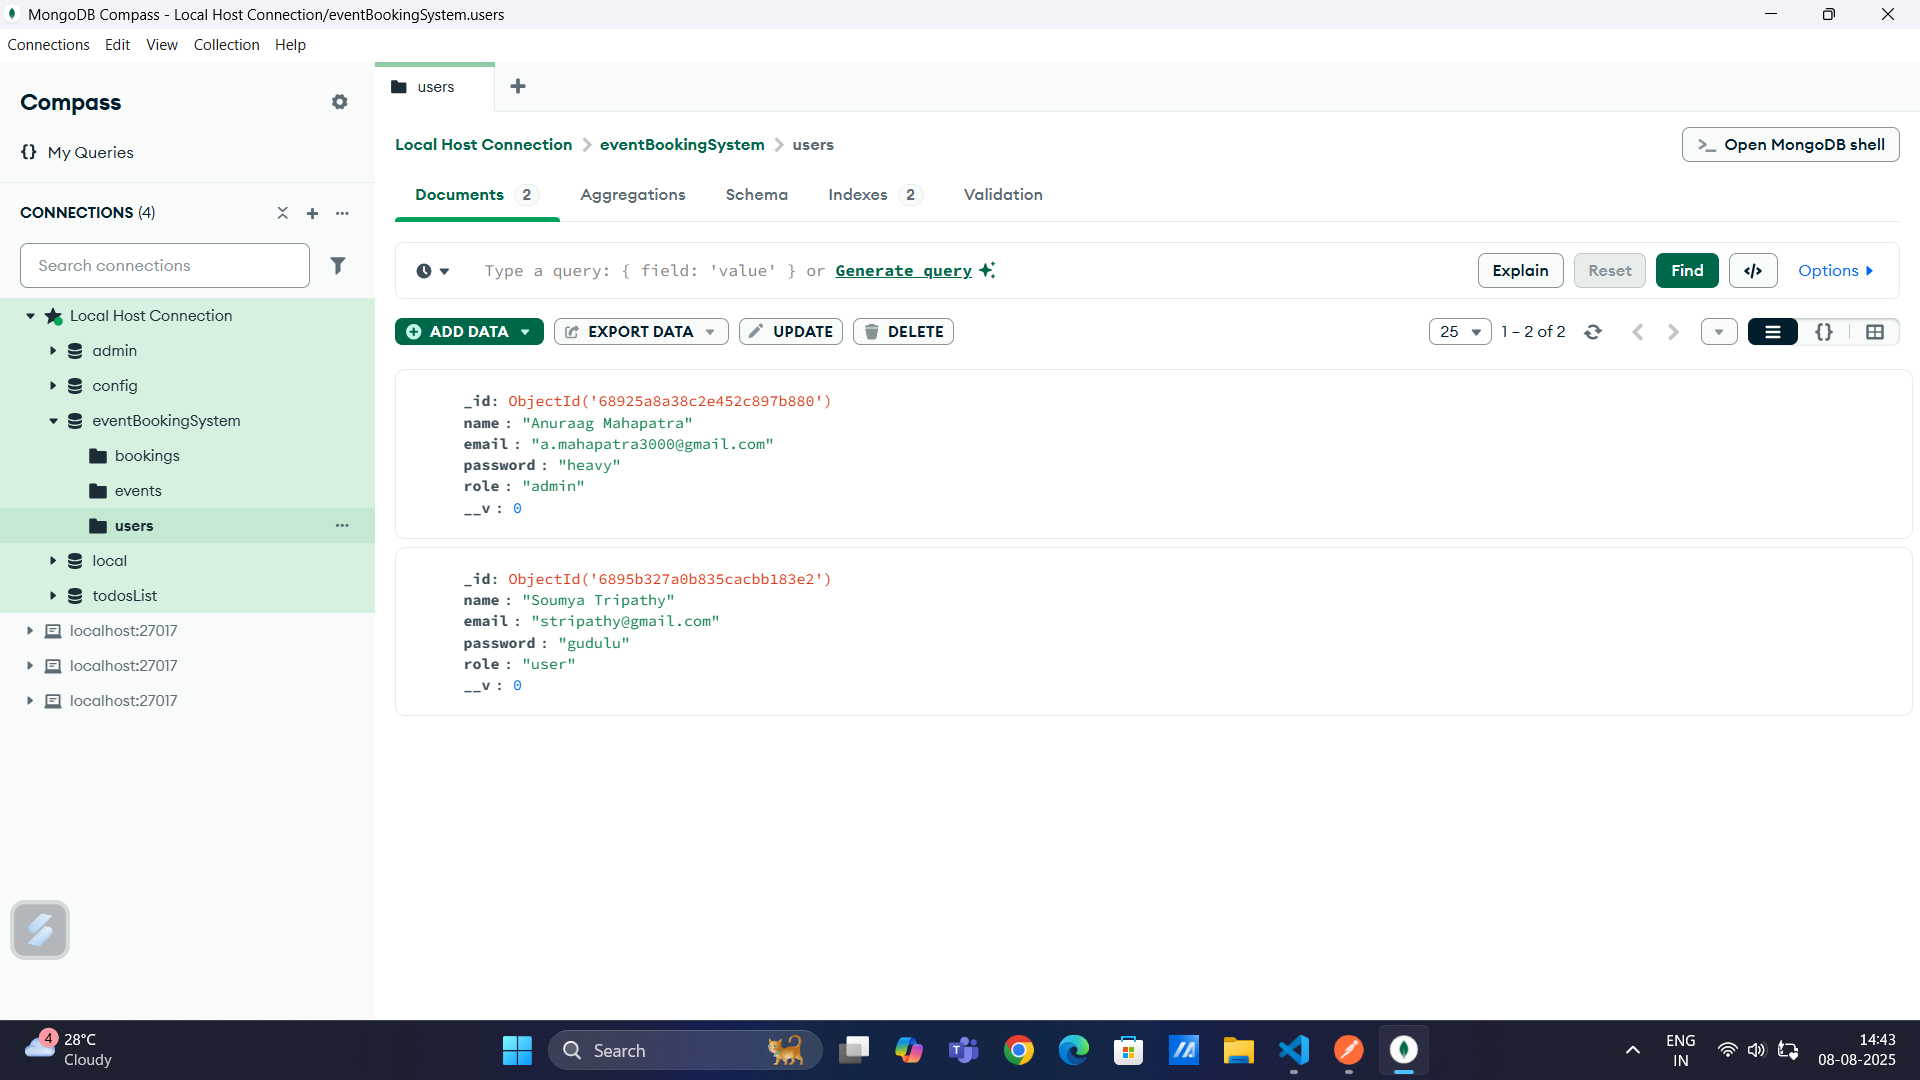 MongoDB Compass - Local Host Connection/eventBookingSystem.users
Connections Edit View Collection Help
Compass
users
{} My Queries
Local Host Connection > eventBookingSystem > users
>_ Open MongoDB shell
Documents 2 Aggregations Schema Indexes 2 Validation
CONNECTIONS (4)
Search connections
Type a query: { field: 'value' } or Generate query
Explain Reset Find </> Options
Local Host Connection
admin
config
eventBookingSystem
bookings
events
users
local
todosList
localhost:27017
localhost:27017
localhost:27017
ADD DATA EXPORT DATA UPDATE DELETE
25 1 – 2 of 2 {}
_id: ObjectId('68925a8a38c2e452c897b880')
name : "Anuraag Mahapatra"
email : "a.mahapatra3000@gmail.com"
password : "heavy"
role : "admin"
__v : 0
_id: ObjectId('6895b327a0b835cacbb183e2')
name : "Soumya Tripathy"
email : "stripathy@gmail.com"
password : "gudulu"
role : "user"
__v : 0
4
28°C
Cloudy
Search
ENG
IN
14:43
08-08-2025